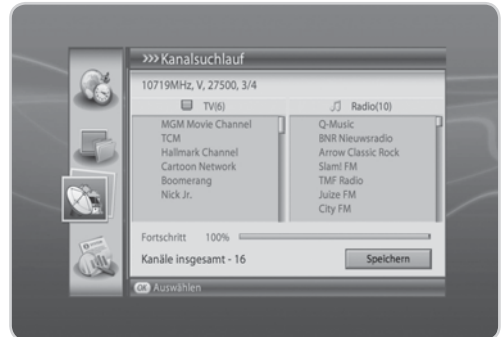 >>> Kanalsuchlauf
10719MHz, V, 27500, 3/4
TV(6)
MGM Movie Channel
TCM
Hallmark Channel
Cartoon Network
Boomerang
Nick Jr.
Radio(10)
Q-Music
BNR Nieuwsradio
Arrow Classic Rock
Slam! FM
TMF Radio
Juize FM
City FM
Fortschritt 100%
Kanäle insgesamt - 16
Speichern
OK Auswählen